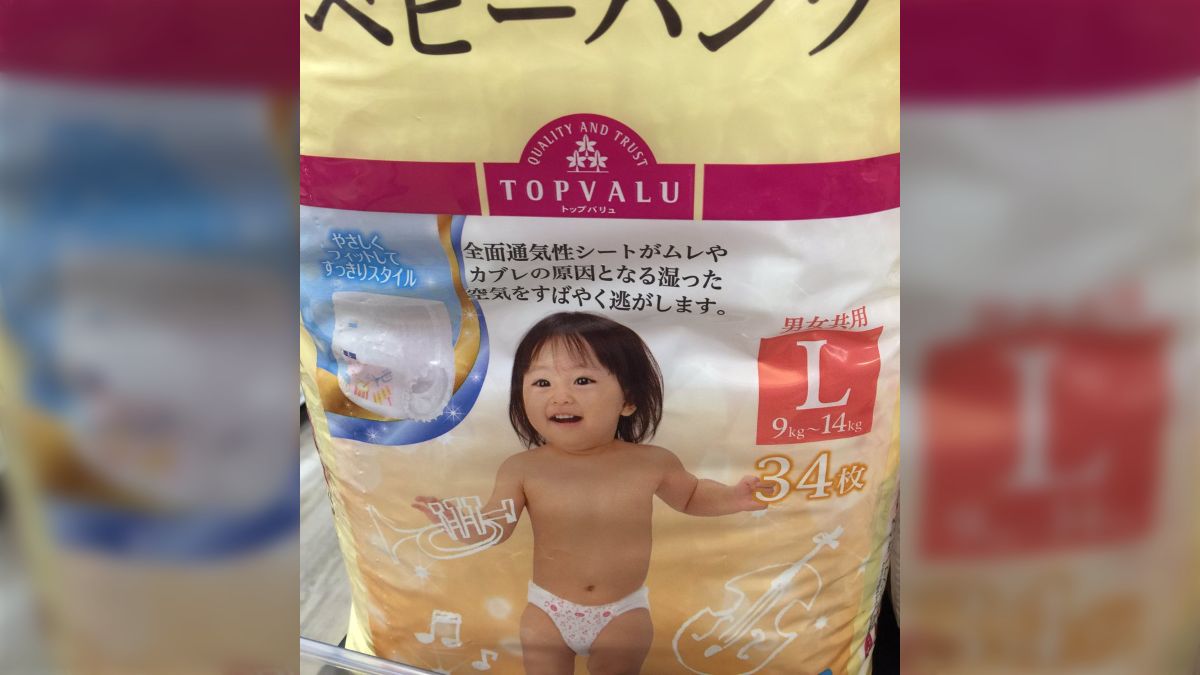 ベビーパンツ
QUALITY AND TRUST
TOPVALU
トップバリュ
やさしく
フィットして
すっきりスタイル
全面通気性シートがムレや
カブレの原因となる湿った
空気をすばやく逃がします。
男女共用
L
9kg~14kg
34枚